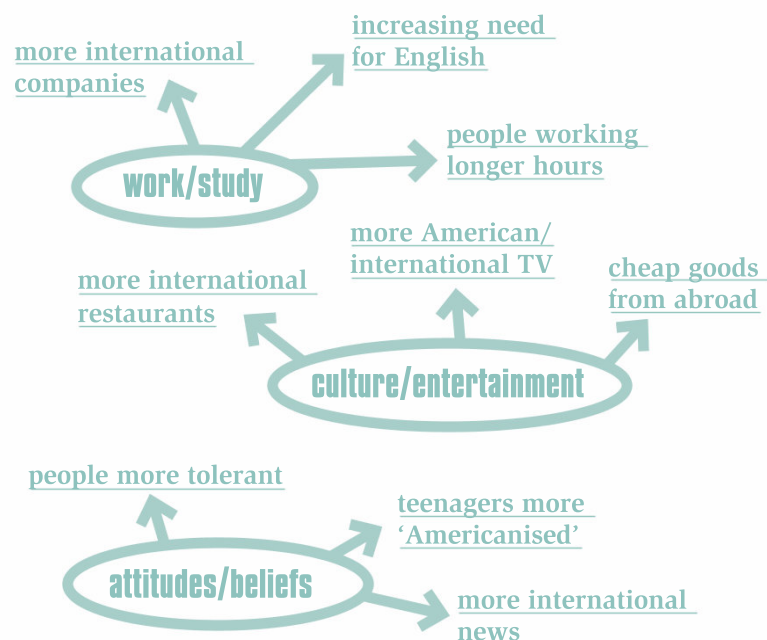 increasing need
for English
more international
companies
people working
longer hours
work/study
more American/
international TV
more international
restaurants
cheap goods
from abroad
culture/entertainment
people more tolerant
teenagers more
‘Americanised’
attitudes/beliefs
more international
news